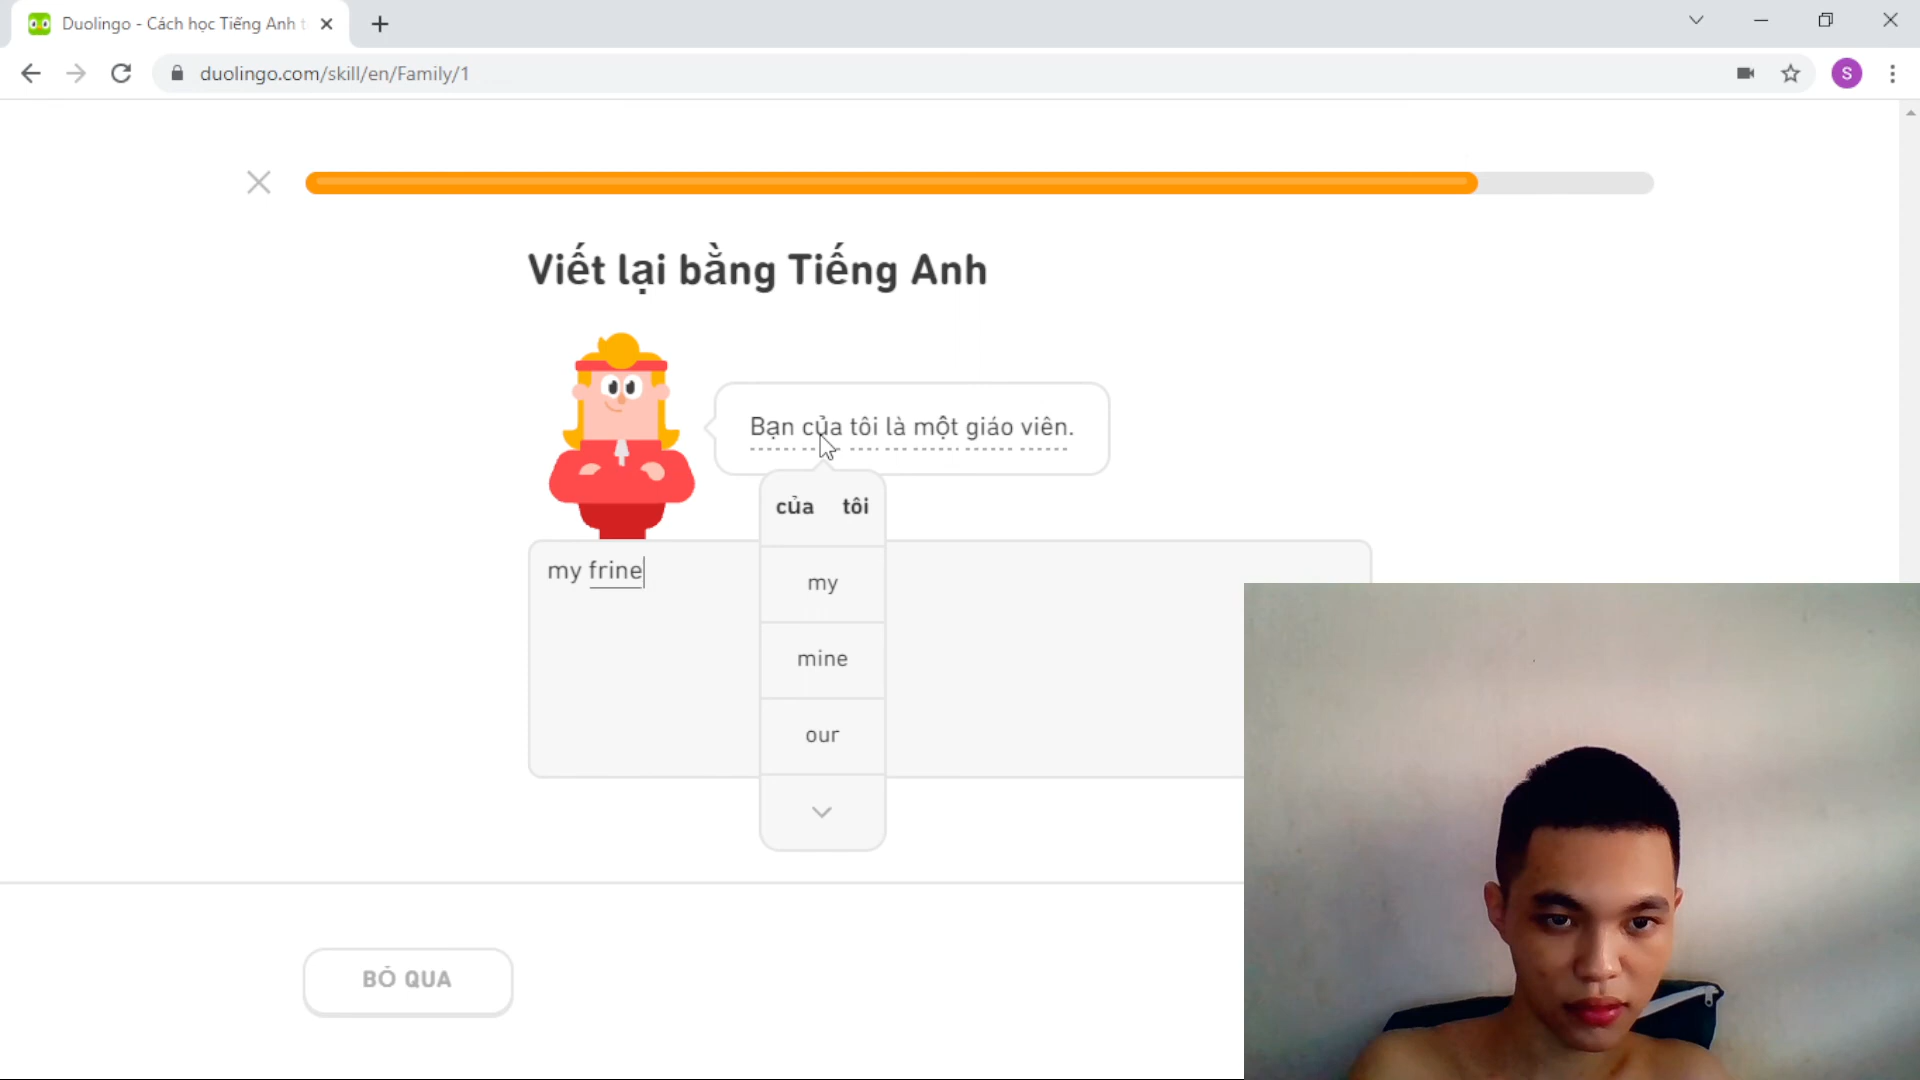 Duolingo - Cách học Tiếng Anh t
duolingo.com/skill/en/Family/1
S
Viết lại bằng Tiếng Anh
Bạn của tôi là một giáo viên.
của tôi
my frine
my
mine
our
BỎ QUA